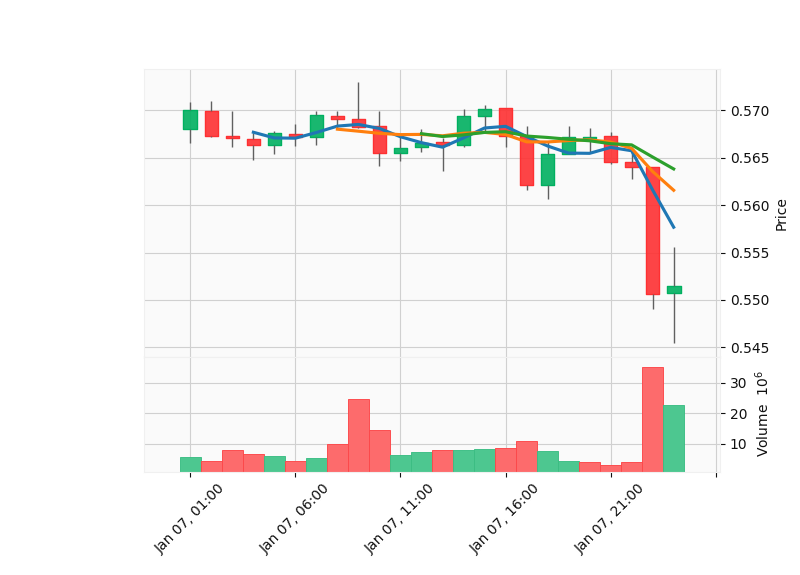 0.570
0.565
0.560
0.555
0.550
0.545
Price
30
20
10
Volume 10^6
Jan 07, 01:00
Jan 07, 06:00
Jan 07, 11:00
Jan 07, 16:00
Jan 07, 21:00